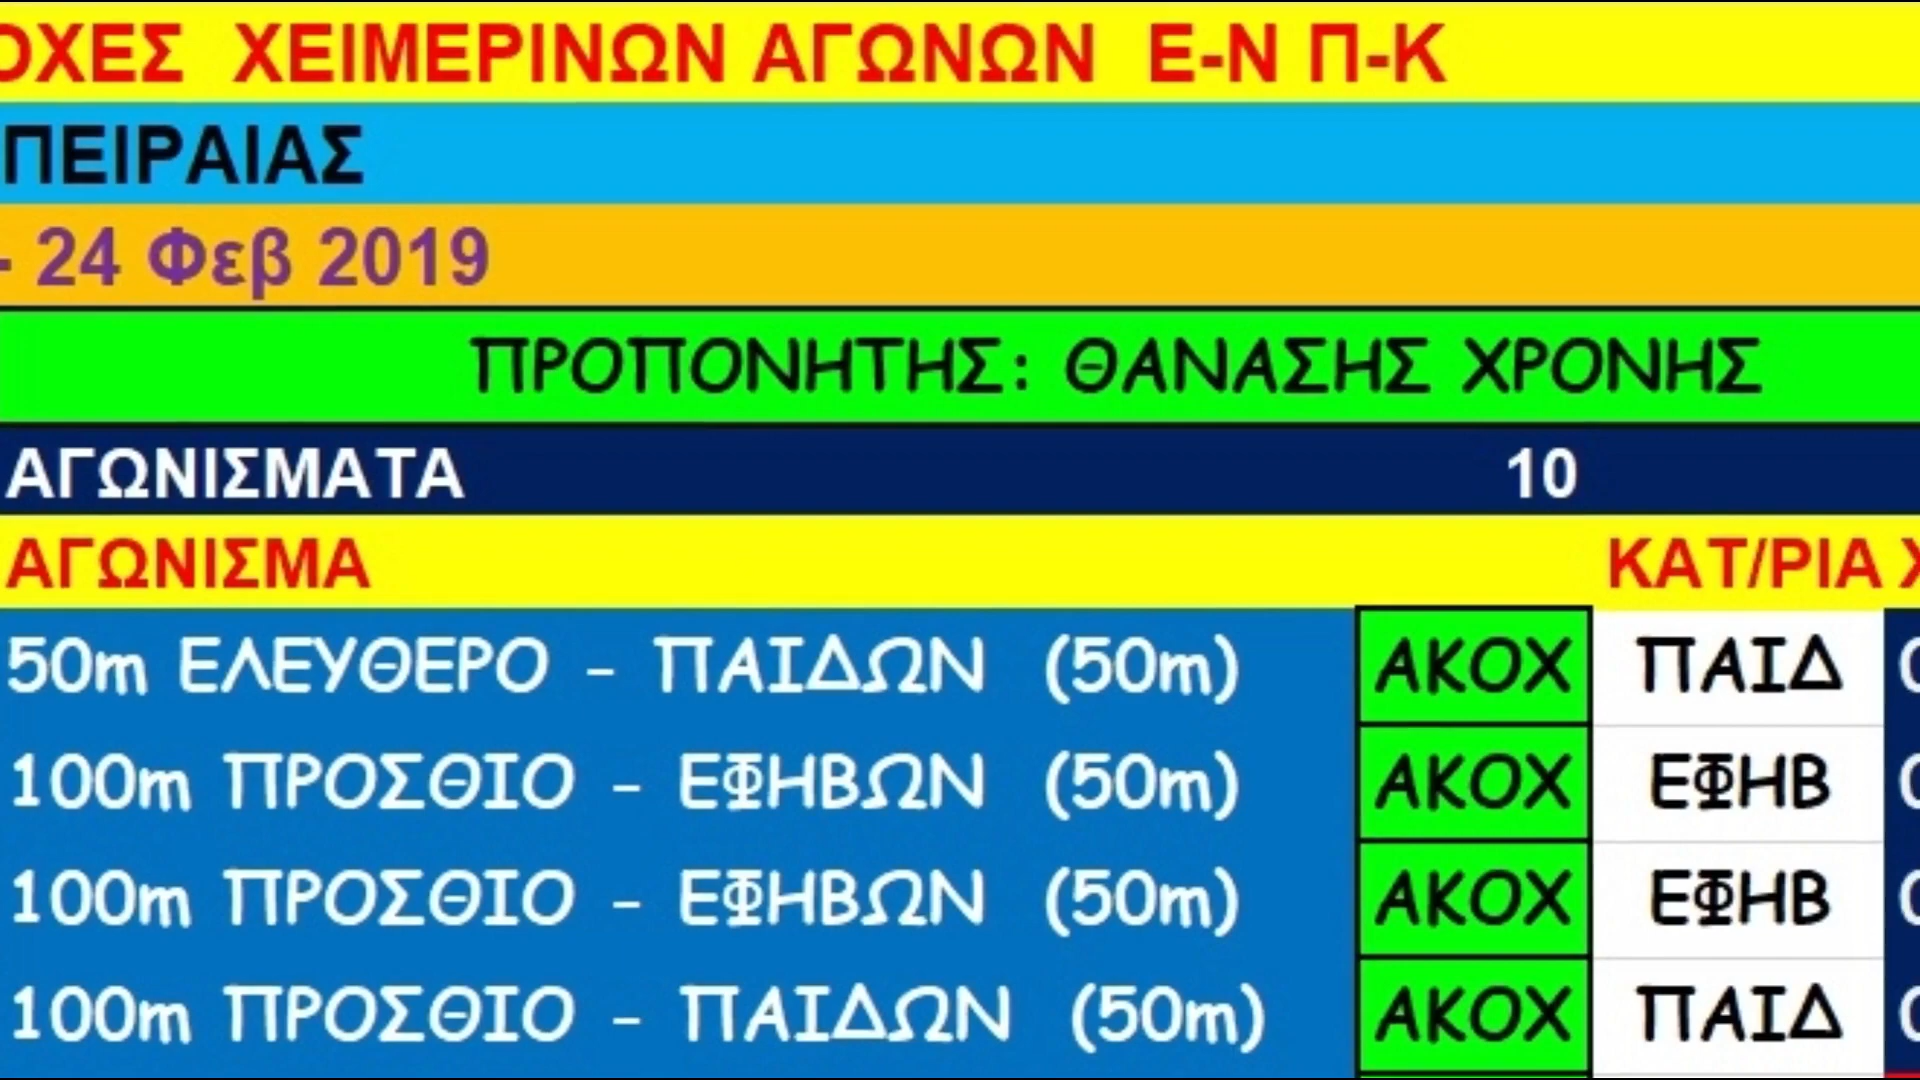 ΟΧΕΣ ΧΕΙΜΕΡΙΝΩΝ ΑΓΩΝΩΝ Ε-Ν Π-Κ
ΠΕΙΡΑΙΑΣ
- 24 Φεβ 2019
ΠΡΟΠΟΝΗΤΗΣ: ΘΑΝΑΣΗΣ ΧΡΟΝΗΣ
ΑΓΩΝΙΣΜΑΤΑ 10
ΑΓΩΝΙΣΜΑ ΚΑΤ/ΡΙΑ
50m ΕΛΕΥΘΕΡΟ - ΠΑΙΔΩΝ (50m) ΑΚΟΧ ΠΑΙΔ
100m ΠΡΟΣΘΙΟ - ΕΦΗΒΩΝ (50m) ΑΚΟΧ ΕΦΗΒ
100m ΠΡΟΣΘΙΟ - ΕΦΗΒΩΝ (50m) ΑΚΟΧ ΕΦΗΒ
100m ΠΡΟΣΘΙΟ - ΠΑΙΔΩΝ (50m) ΑΚΟΧ ΠΑΙΔ